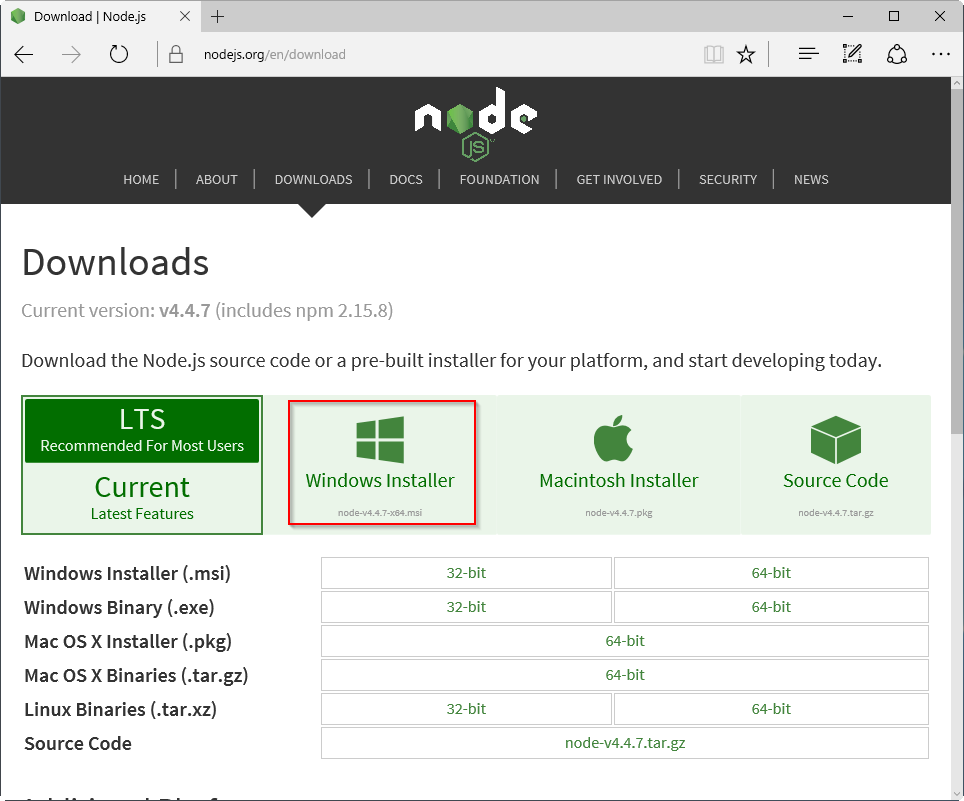 Download | Node.js
nodejs.org/en/download
node
JS
HOME ABOUT DOWNLOADS DOCS FOUNDATION GET INVOLVED SECURITY NEWS
Downloads
Current version: v4.4.7 (includes npm 2.15.8)
Download the Node.js source code or a pre-built installer for your platform, and start developing today.
LTS
Recommended For Most Users
Current
Latest Features
Windows Installer
node-v4.4.7-x64.msi
Macintosh Installer
node-v4.4.7.pkg
Source Code
node-v4.4.7.tar.gz
Windows Installer (.msi) 32-bit 64-bit
Windows Binary (.exe) 32-bit 64-bit
Mac OS X Installer (.pkg) 64-bit
Mac OS X Binaries (.tar.gz) 64-bit
Linux Binaries (.tar.xz) 32-bit 64-bit
Source Code node-v4.4.7.tar.gz